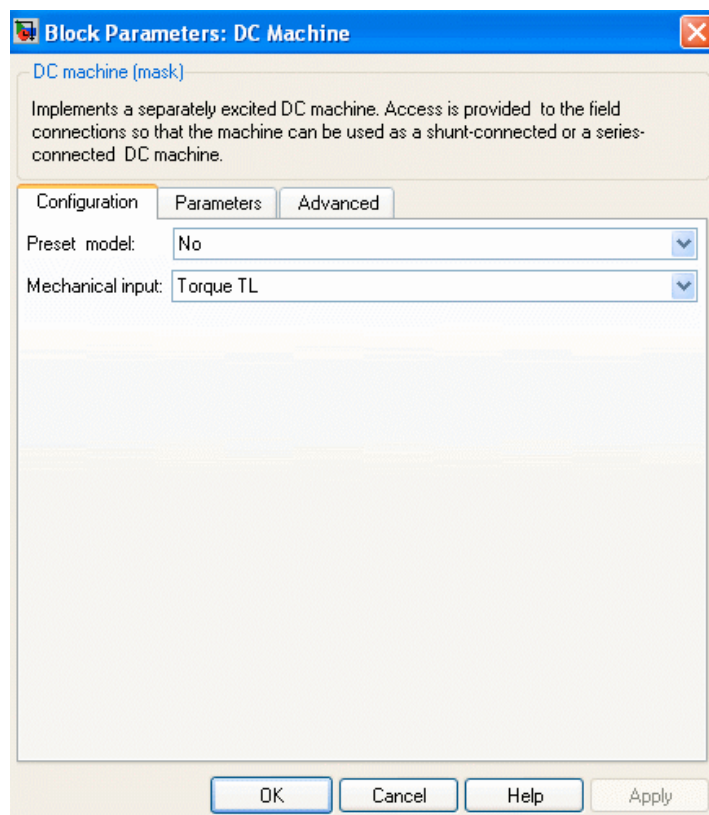 Block Parameters: DC Machine
DC machine (mask)
Implements a separately excited DC machine. Access is provided to the field
connections so that the machine can be used as a shunt-connected or a series-
connected DC machine.
Configuration Parameters Advanced
Preset model: No
Mechanical input: Torque TL
OK Cancel Help Apply